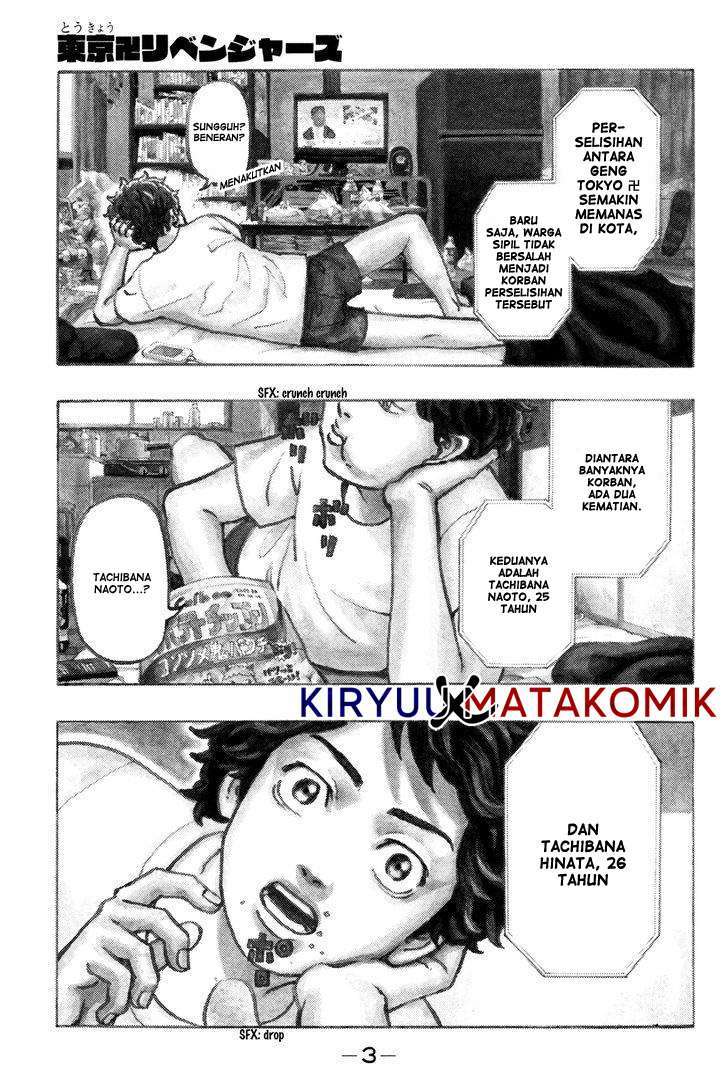 とうきょう
東京卍リベンジャーズ
PER-
SELISIHAN
ANTARA
GENG
TOKYO 卍
SEMAKIN
MEMANAS
DI KOTA,
BARU
SAJA, WARGA
SIPIL TIDAK
BERSALAH
MENJADI
KORBAN
PERSELISIHAN
TERSEBUT
SUNGGUH?
BENERAN?
MENAKUTKAN
SFX: crunch crunch
DIANTARA
BANYAKNYA
KORBAN,
ADA DUA
KEMATIAN.
KEDUANYA
ADALAH
TACHIBANA
NAOTO, 25
TAHUN
TACHIBANA
NAOTO...?
KIRYUU X MATAKOMIK
DAN
TACHIBANA
HINATA, 26
TAHUN
SFX: drop
—3—